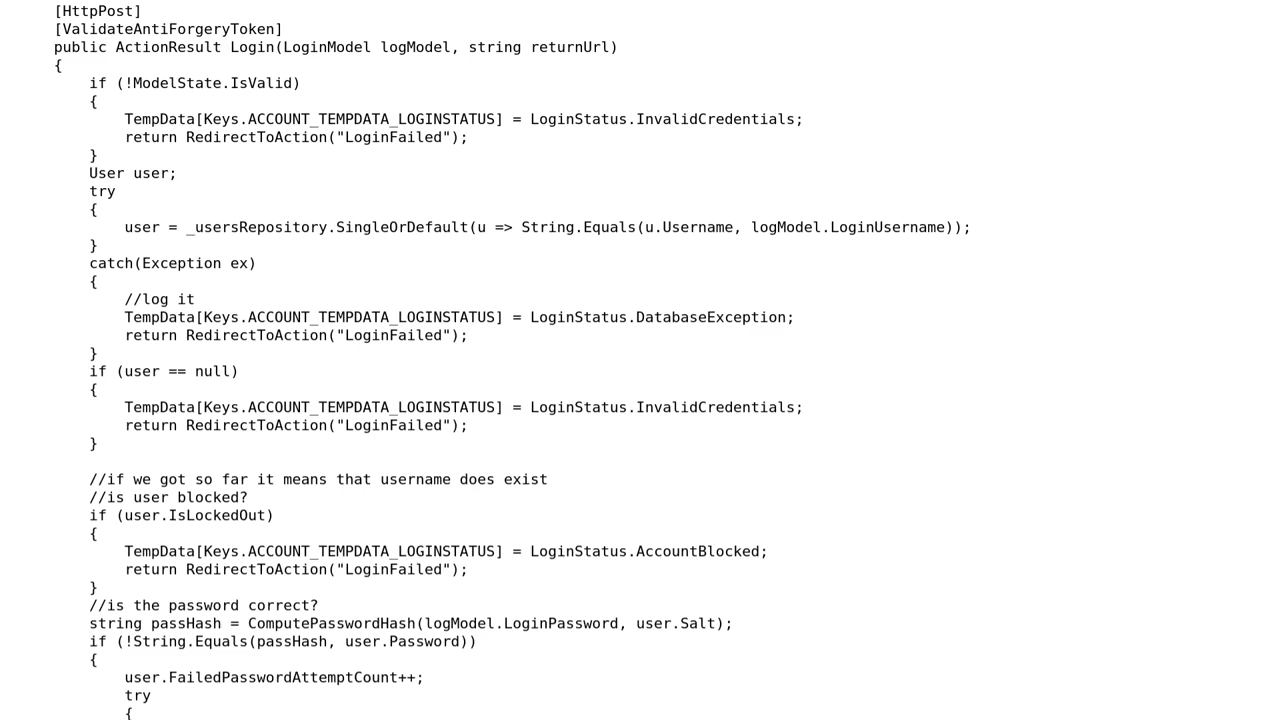 [HttpPost]
[ValidateAntiForgeryToken]
public ActionResult Login(LoginModel logModel, string returnUrl)
{
    if (!ModelState.IsValid)
    {
        TempData[Keys.ACCOUNT_TEMPDATA_LOGINSTATUS] = LoginStatus.InvalidCredentials;
        return RedirectToAction("LoginFailed");
    }
    User user;
    try
    {
        user = _usersRepository.SingleOrDefault(u => String.Equals(u.Username, logModel.LoginUsername));
    }
    catch(Exception ex)
    {
        //log it
        TempData[Keys.ACCOUNT_TEMPDATA_LOGINSTATUS] = LoginStatus.DatabaseException;
        return RedirectToAction("LoginFailed");
    }
    if (user == null)
    {
        TempData[Keys.ACCOUNT_TEMPDATA_LOGINSTATUS] = LoginStatus.InvalidCredentials;
        return RedirectToAction("LoginFailed");
    }

    //if we got so far it means that username does exist
    //is user blocked?
    if (user.IsLockedOut)
    {
        TempData[Keys.ACCOUNT_TEMPDATA_LOGINSTATUS] = LoginStatus.AccountBlocked;
        return RedirectToAction("LoginFailed");
    }
    //is the password correct?
    string passHash = ComputePasswordHash(logModel.LoginPassword, user.Salt);
    if (!String.Equals(passHash, user.Password))
    {
        user.FailedPasswordAttemptCount++;
        try
        {